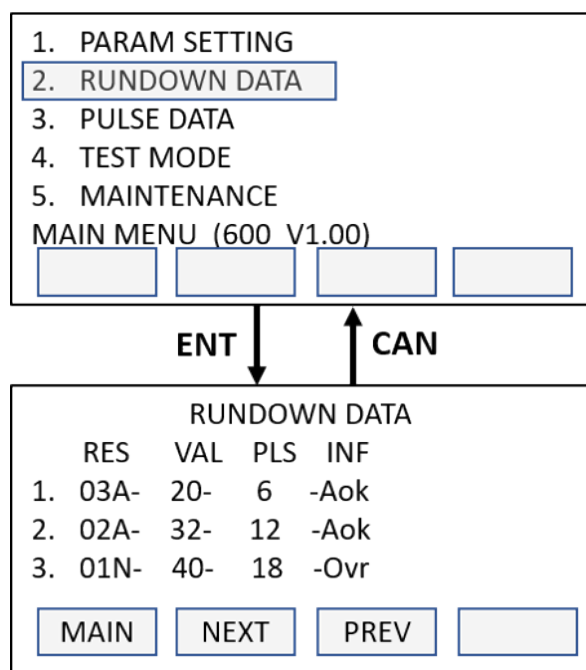 1. PARAM SETTING
2. RUNDOWN DATA
3. PULSE DATA
4. TEST MODE
5. MAINTENANCE
MAIN MENU (600 V1.00)
ENT CAN
RUNDOWN DATA
RES VAL PLS INF
1. 03A- 20- 6 -Aok
2. 02A- 32- 12 -Aok
3. 01N- 40- 18 -Ovr
MAIN NEXT PREV